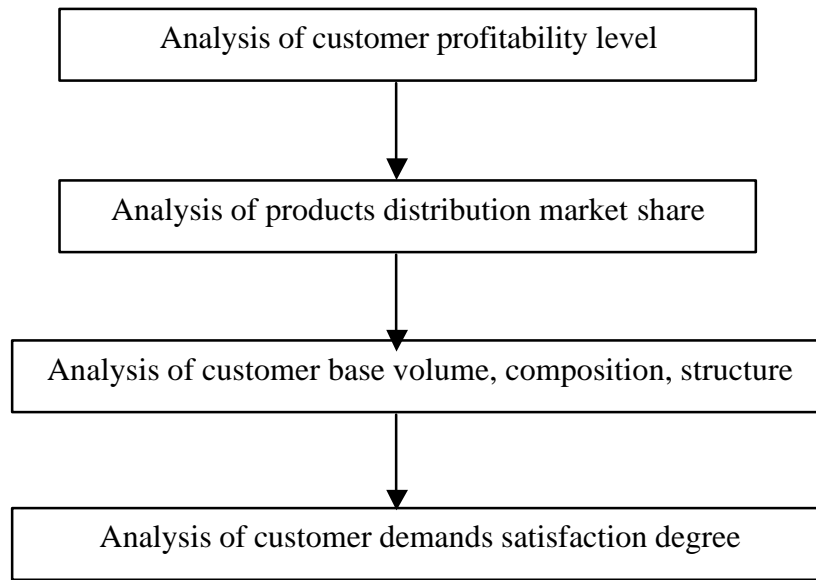 Analysis of customer profitability level
Analysis of products distribution market share
Analysis of customer base volume, composition, structure
Analysis of customer demands satisfaction degree